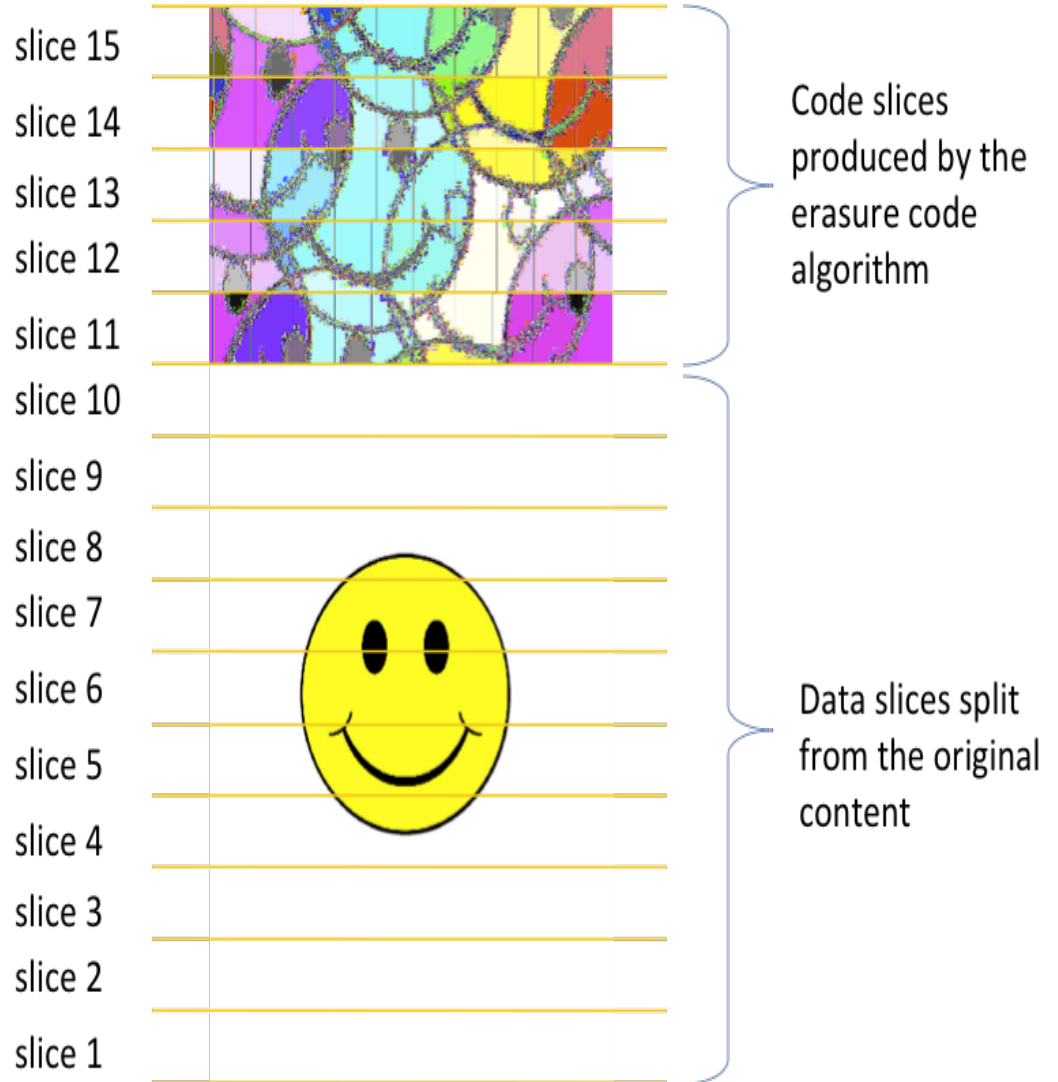 slice 15
slice 14
slice 13
slice 12
slice 11
slice 10
slice 9
slice 8
slice 7
slice 6
slice 5
slice 4
slice 3
slice 2
slice 1
Code slices
produced by the
erasure code
algorithm
Data slices split
from the original
content